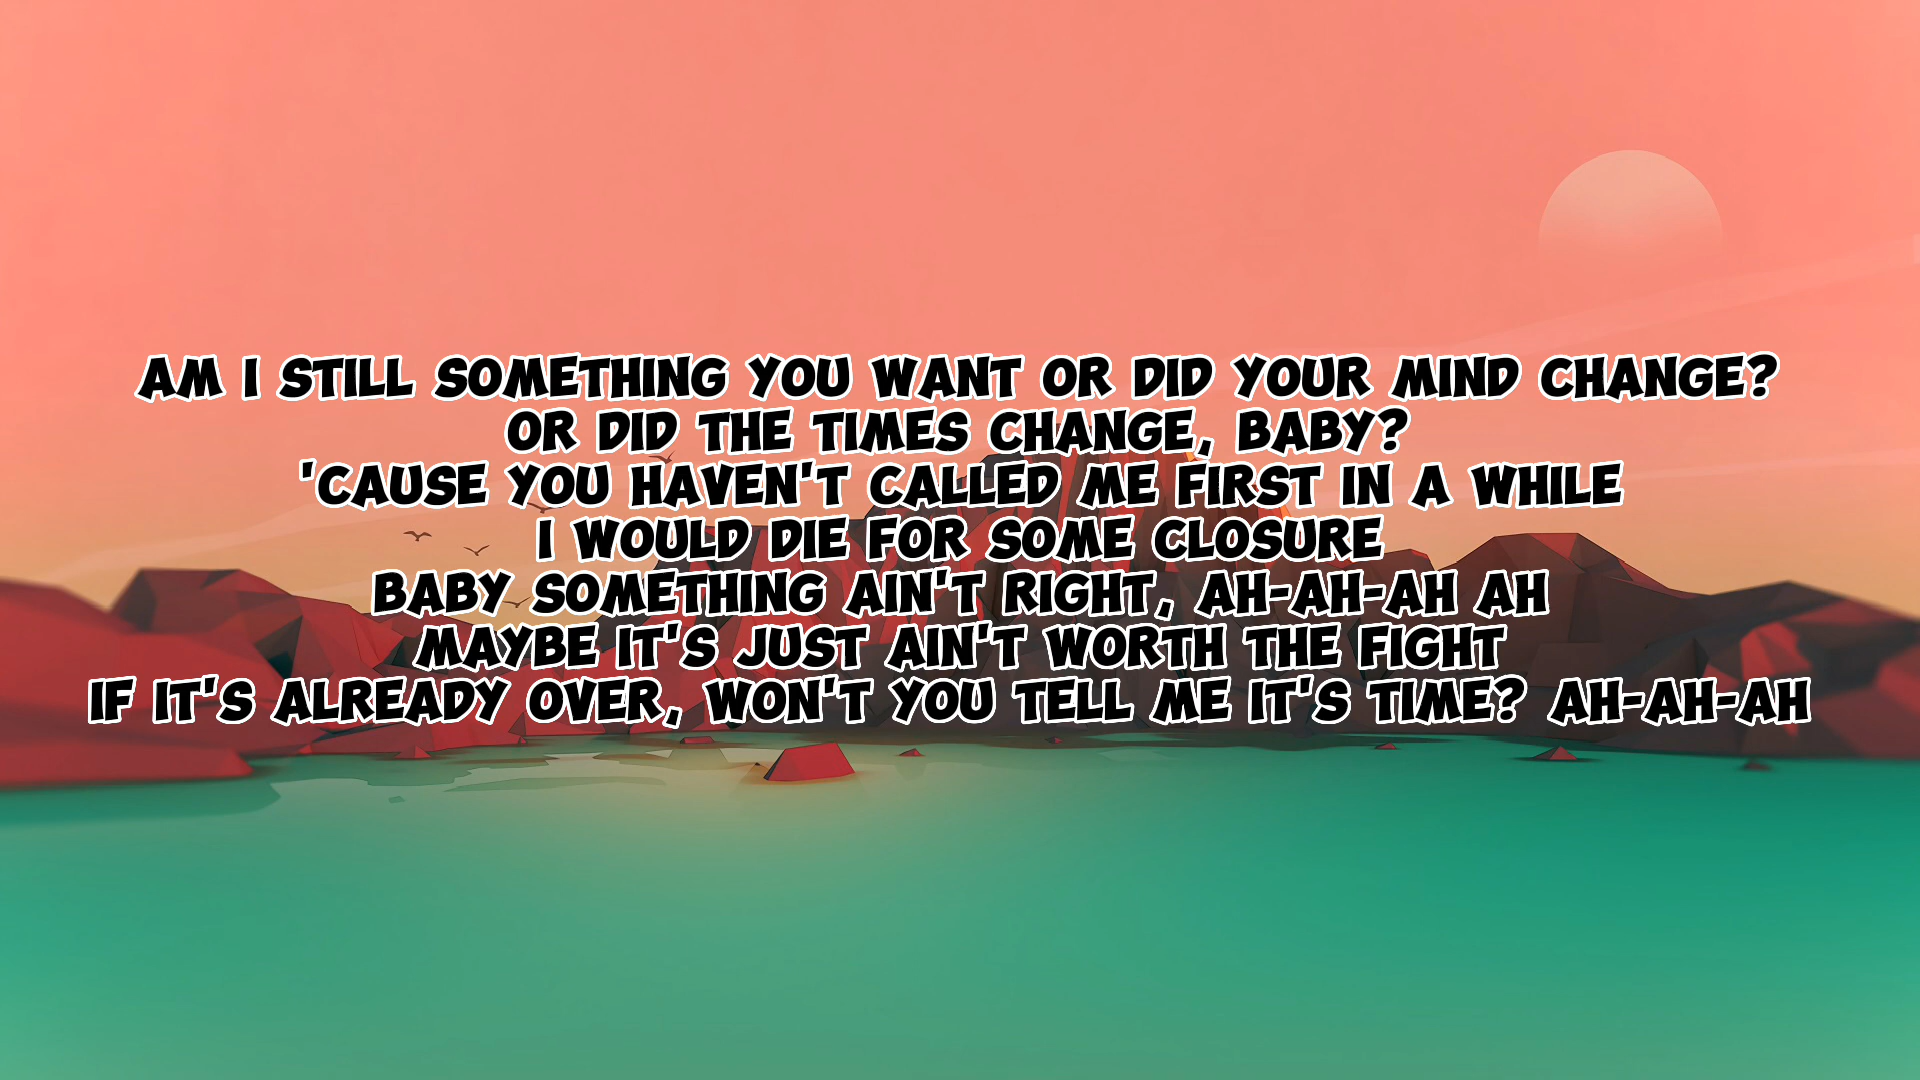 AM I STILL SOMETHING YOU WANT OR DID YOUR MIND CHANGE?
OR DID THE TIMES CHANGE, BABY?
'CAUSE YOU HAVEN'T CALLED ME FIRST IN A WHILE
I WOULD DIE FOR SOME CLOSURE
BABY SOMETHING AIN'T RIGHT, AH-AH-AH AH
MAYBE IT'S JUST AIN'T WORTH THE FIGHT
IF IT'S ALREADY OVER, WON'T YOU TELL ME IT'S TIME? AH-AH-AH